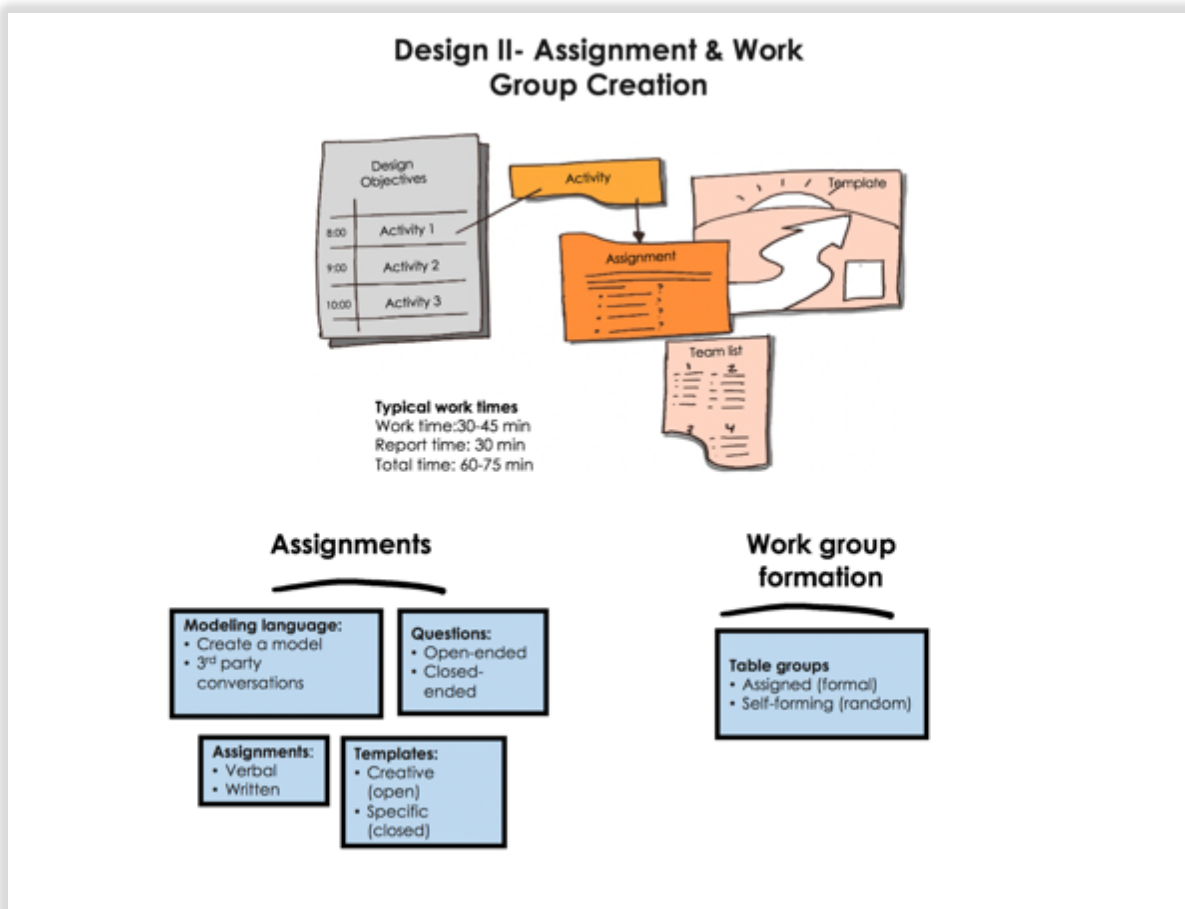 Design II- Assignment & Work
Group Creation
Design
Objectives
8:00 Activity 1
9:00 Activity 2
10:00 Activity 3
Activity
Assignment
?
?
?
?
Template
Team list
1 2
3 4
Typical work times
Work time:30-45 min
Report time: 30 min
Total time: 60-75 min
Assignments
Modeling language:
• Create a model
• 3rd party
conversations
Questions:
• Open-ended
• Closed-
ended
Assignments:
• Verbal
• Written
Templates:
• Creative
(open)
• Specific
(closed)
Work group
formation
Table groups
• Assigned (formal)
• Self-forming (random)